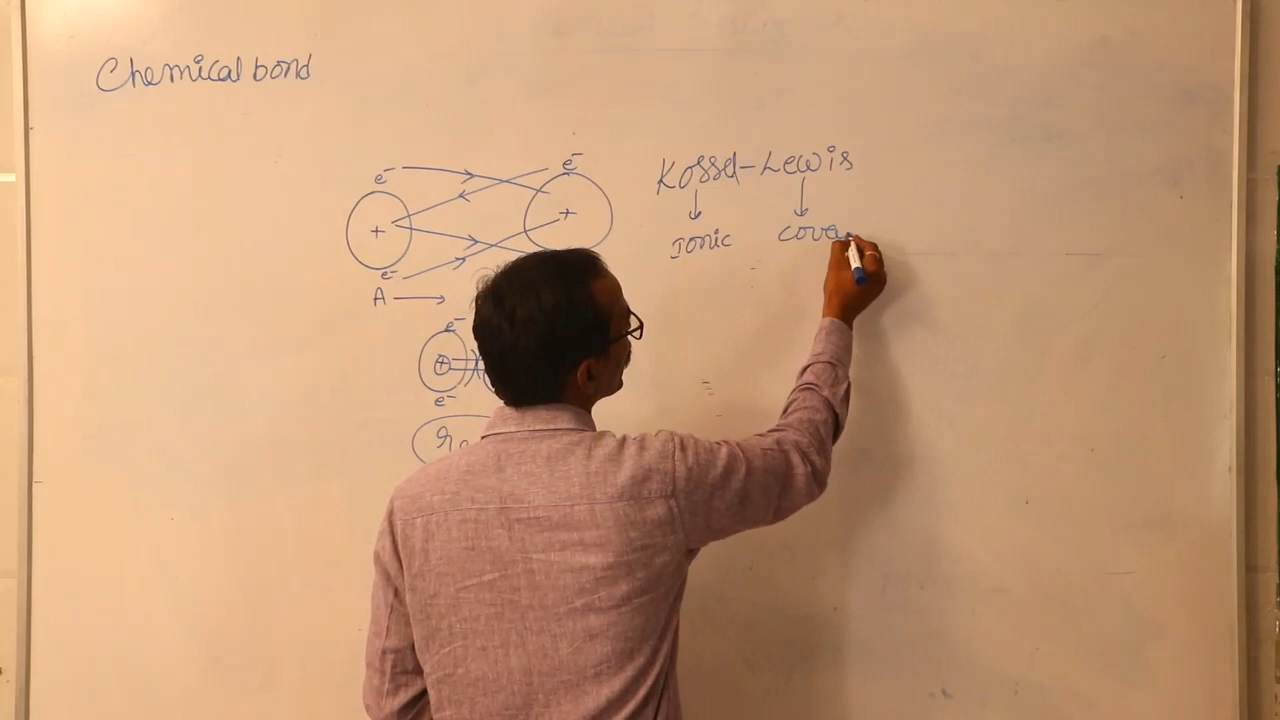 Chemical bond
e⁻ e⁻
+ +
e⁻
A
e⁻
+
e⁻
Kossel-Lewis
Ionic cova